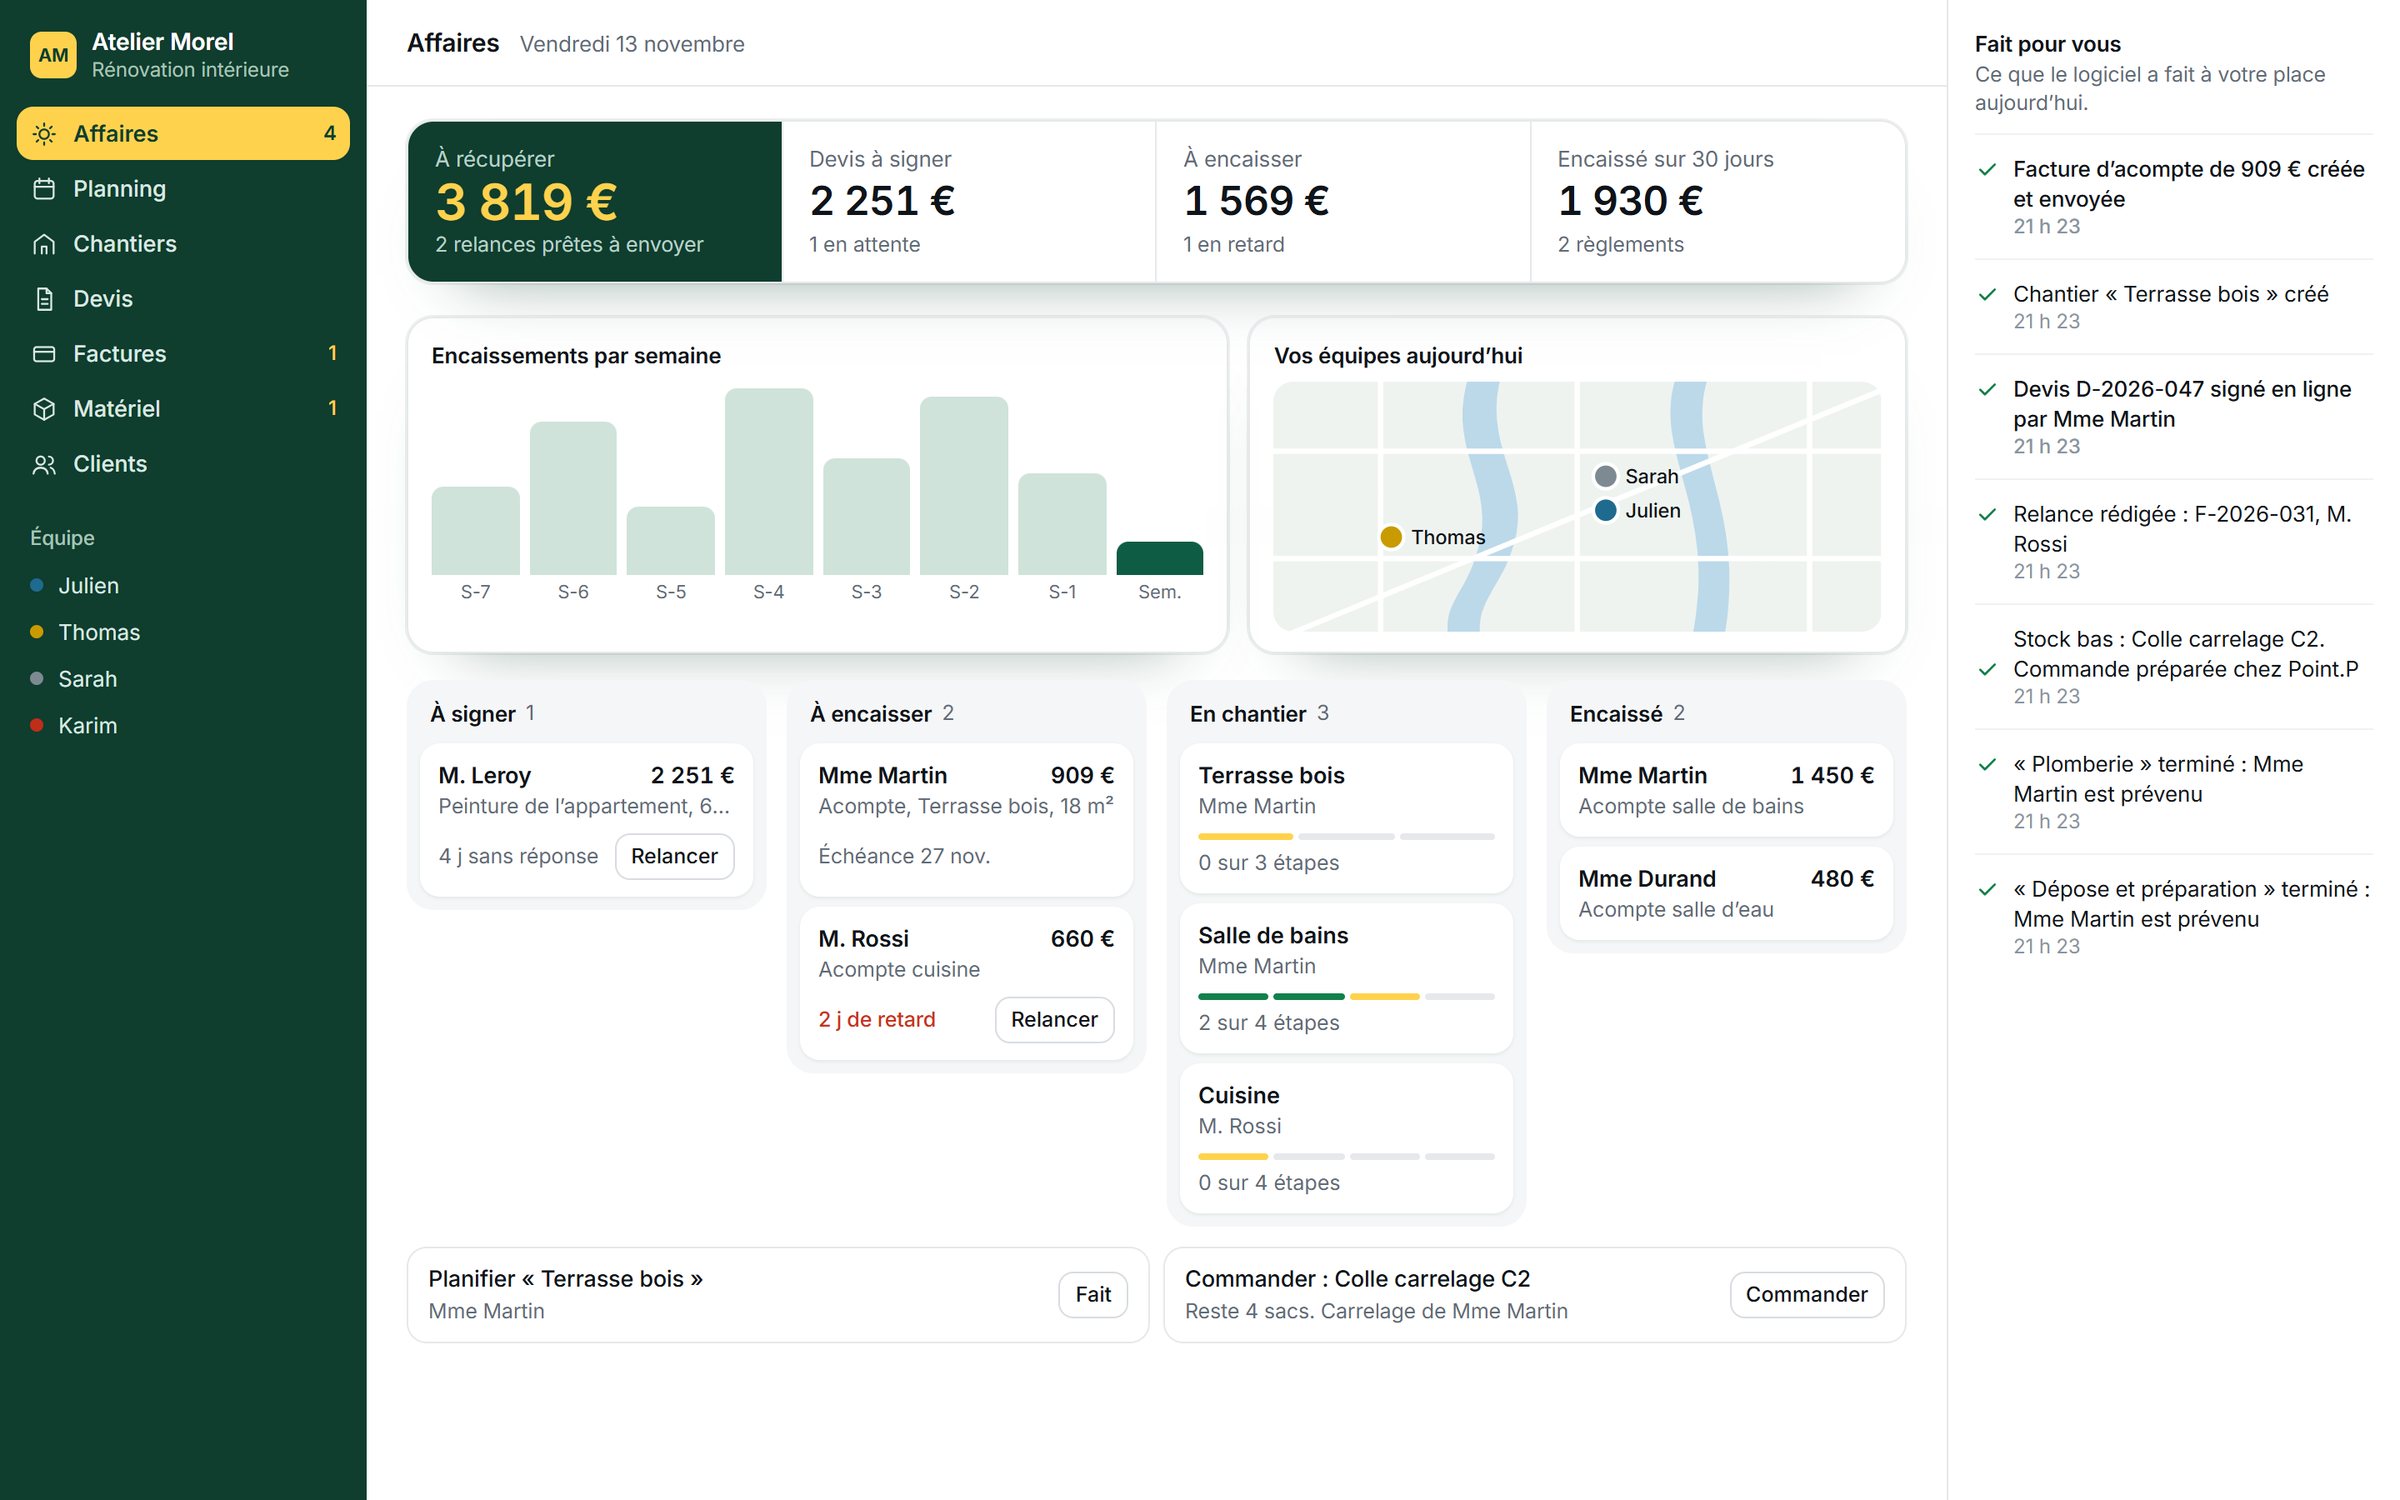 AM
Atelier Morel
Rénovation intérieure
Affaires 4
Planning
Chantiers
Devis
Factures 1
Matériel 1
Clients
Équipe
Julien
Thomas
Sarah
Karim
Affaires Vendredi 13 novembre
À récupérer
3 819 €
2 relances prêtes à envoyer
Devis à signer
2 251 €
1 en attente
À encaisser
1 569 €
1 en retard
Encaissé sur 30 jours
1 930 €
2 règlements
Encaissements par semaine
S-7 S-6 S-5 S-4 S-3 S-2 S-1 Sem.
Vos équipes aujourd’hui
Sarah
Julien
Thomas
À signer 1
M. Leroy 2 251 €
Peinture de l’appartement, 6...
4 j sans réponse Relancer
À encaisser 2
Mme Martin 909 €
Acompte, Terrasse bois, 18 m²
Échéance 27 nov.
M. Rossi 660 €
Acompte cuisine
2 j de retard Relancer
En chantier 3
Terrasse bois
Mme Martin
0 sur 3 étapes
Salle de bains
Mme Martin
2 sur 4 étapes
Cuisine
M. Rossi
0 sur 4 étapes
Encaissé 2
Mme Martin 1 450 €
Acompte salle de bains
Mme Durand 480 €
Acompte salle d’eau
Planifier « Terrasse bois »
Mme Martin
Fait
Commander : Colle carrelage C2
Reste 4 sacs. Carrelage de Mme Martin
Commander
Fait pour vous
Ce que le logiciel a fait à votre place
aujourd’hui.
Facture d’acompte de 909 € créée
et envoyée
21 h 23
Chantier « Terrasse bois » créé
21 h 23
Devis D-2026-047 signé en ligne
par Mme Martin
21 h 23
Relance rédigée : F-2026-031, M.
Rossi
21 h 23
Stock bas : Colle carrelage C2.
Commande préparée chez Point.P
21 h 23
« Plomberie » terminé : Mme
Martin est prévenu
21 h 23
« Dépose et préparation » terminé :
Mme Martin est prévenu
21 h 23